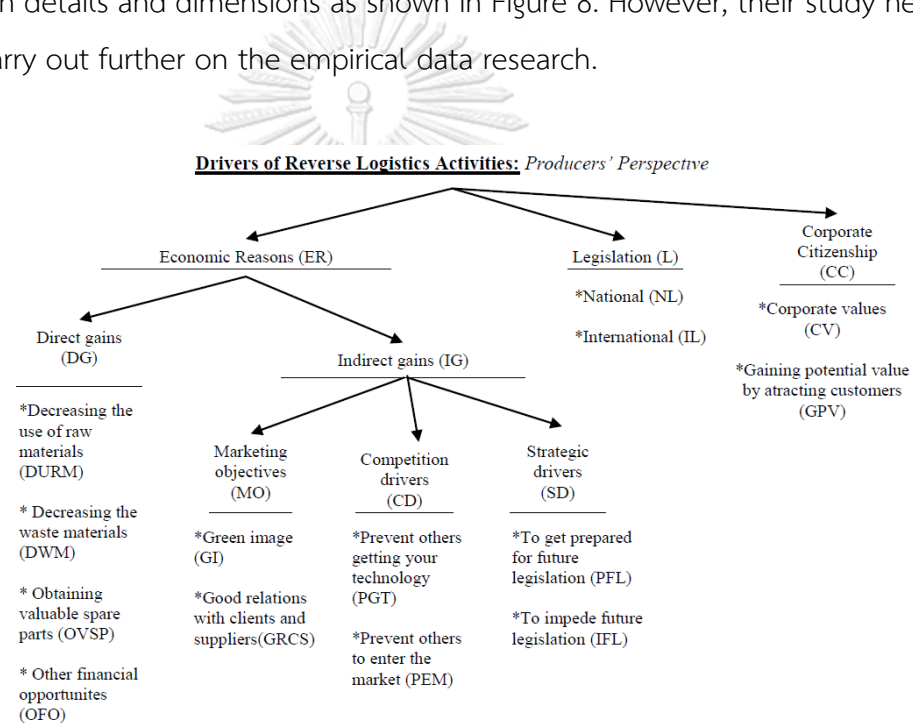 n details and dimensions as shown in Figure 8. However, their study ne
arry out further on the empirical data research.
Drivers of Reverse Logistics Activities: Producers' Perspective
Economic Reasons (ER)
Legislation (L)
*National (NL)
*International (IL)
Corporate
Citizenship
(CC)
*Corporate values
(CV)
*Gaining potential value
by atracting customers
(GPV)
Direct gains
(DG)
Indirect gains (IG)
*Decreasing the
use of raw
materials
(DURM)
* Decreasing the
waste materials
(DWM)
* Obtaining
valuable spare
parts (OVSP)
* Other financial
opportunites
(OFO)
Marketing
objectives
(MO)
*Green image
(GI)
*Good relations
with clients and
suppliers(GRCS)
Competition
drivers
(CD)
*Prevent others
getting your
technology
(PGT)
*Prevent others
to enter the
market (PEM)
Strategic
drivers
(SD)
*To get prepared
for future
legislation (PFL)
*To impede future
legislation (IFL)